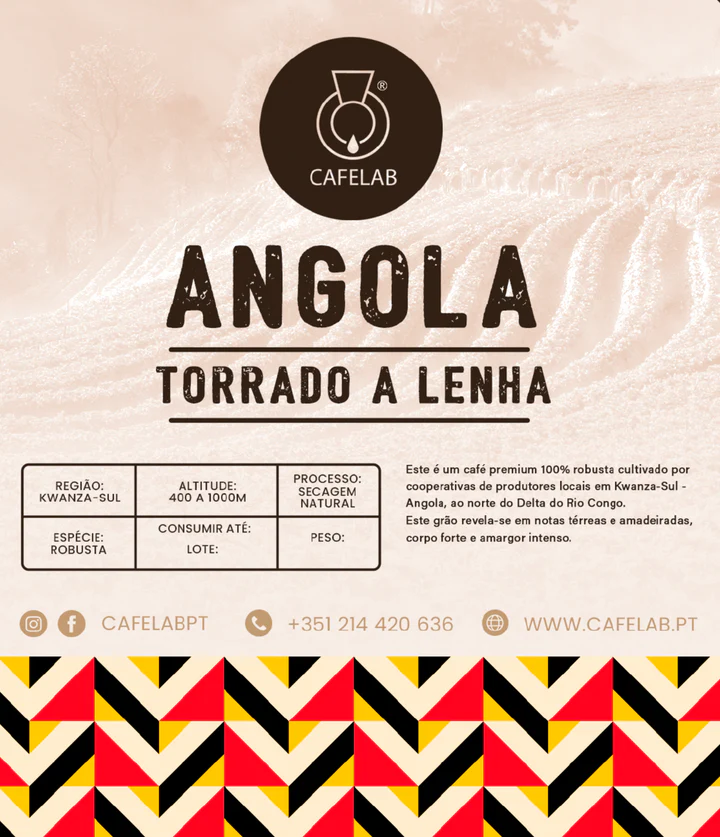 ®
CAFELAB
ANGOLA
TORRADO A LENHA
REGIÃO:
KWANZA-SUL
ALTITUDE:
400 A 1000M
PROCESSO:
SECAGEM
NATURAL
ESPÉCIE:
ROBUSTA
CONSUMIR ATÉ:
LOTE:
PESO:
Este é um café premium 100% robusta cultivado por
cooperativas de produtores locais em Kwanza-Sul -
Angola, ao norte do Delta do Rio Congo.
Este grão revela-se em notas térreas e amadeiradas,
corpo forte e amargor intenso.
CAFELABPT
+351 214 420 636
WWW.CAFELAB.PT